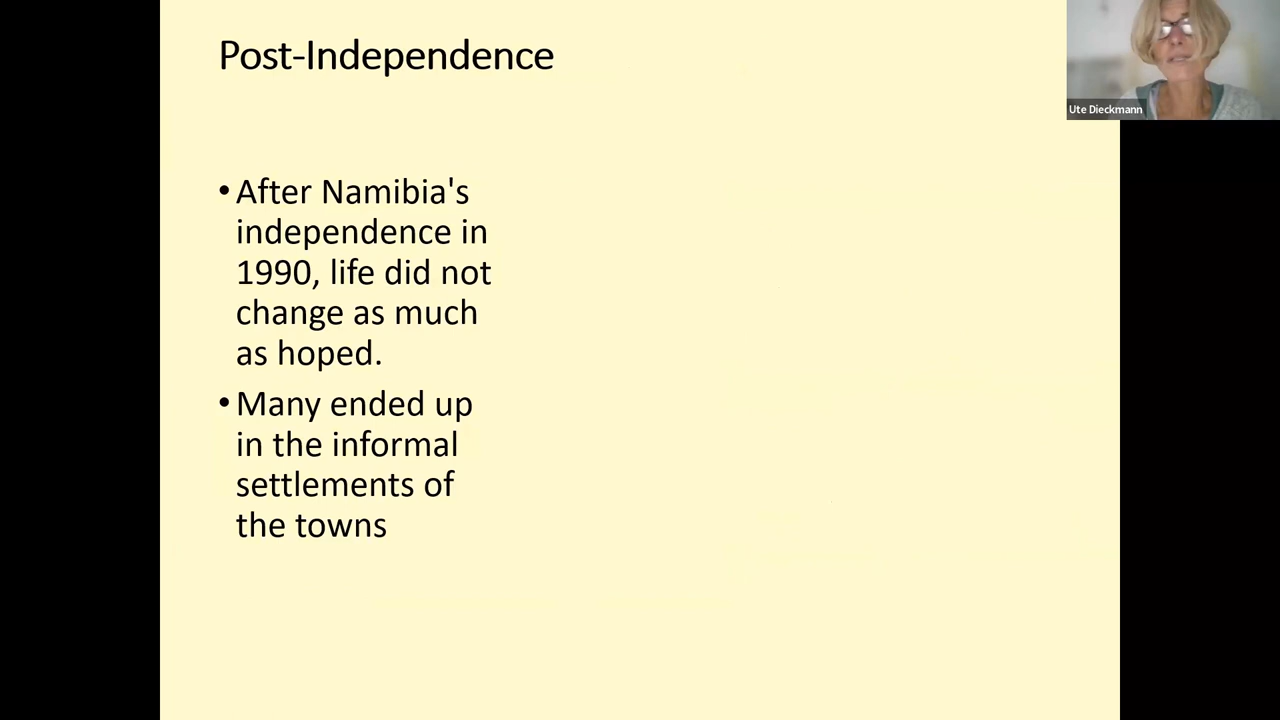 Post-Independence
Ute Dieckmann
•After Namibia's
independence in
1990, life did not
change as much
as hoped.
•Many ended up
in the informal
settlements of
the towns